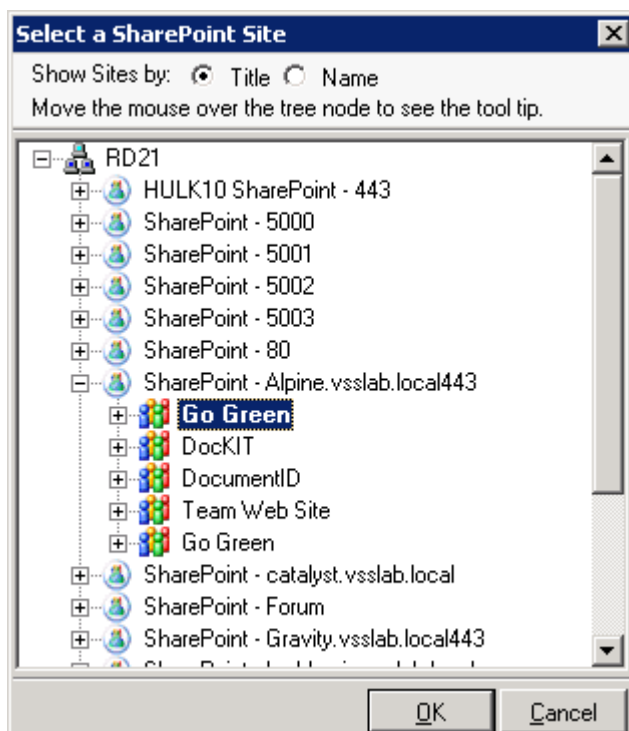 Select a SharePoint Site
Show Sites by: Title Name
Move the mouse over the tree node to see the tool tip.
RD21
HULK10 SharePoint - 443
SharePoint - 5000
SharePoint - 5001
SharePoint - 5002
SharePoint - 5003
SharePoint - 80
SharePoint - Alpine.vsslab.local443
Go Green
DocKIT
DocumentID
Team Web Site
Go Green
SharePoint - catalyst.vsslab.local
SharePoint - Forum
SharePoint - Gravity.vsslab.local443
OK Cancel